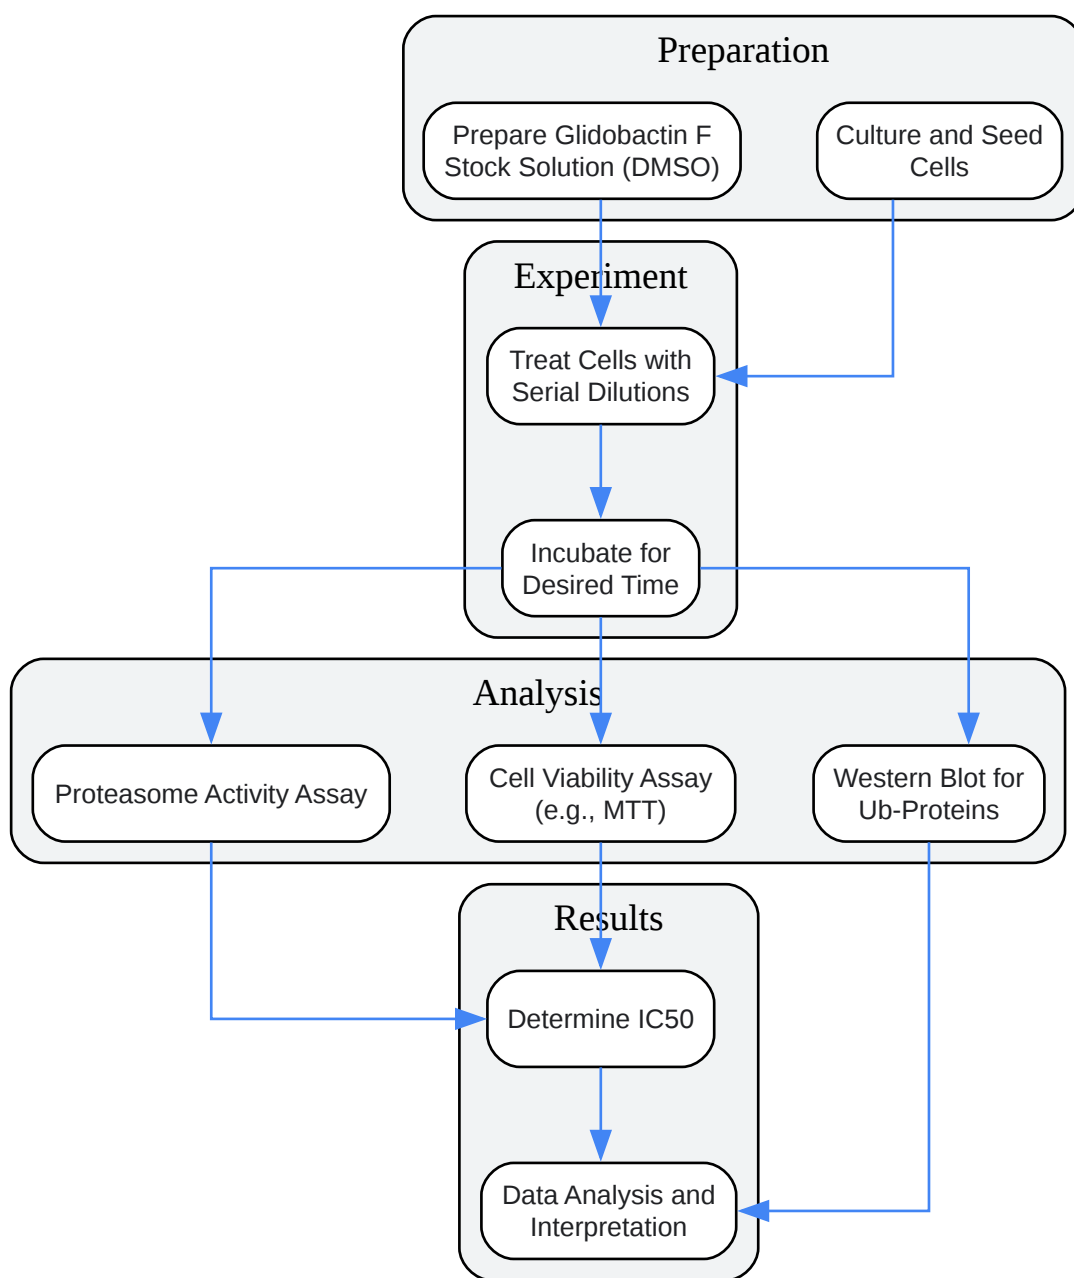 Preparation
Prepare Glidobactin F
Stock Solution (DMSO)
Culture and Seed
Cells
Experiment
Treat Cells with
Serial Dilutions
Incubate for
Desired Time
Analysis
Proteasome Activity Assay
Cell Viability Assay
(e.g., MTT)
Western Blot for
Ub-Proteins
Results
Determine IC50
Data Analysis and
Interpretation